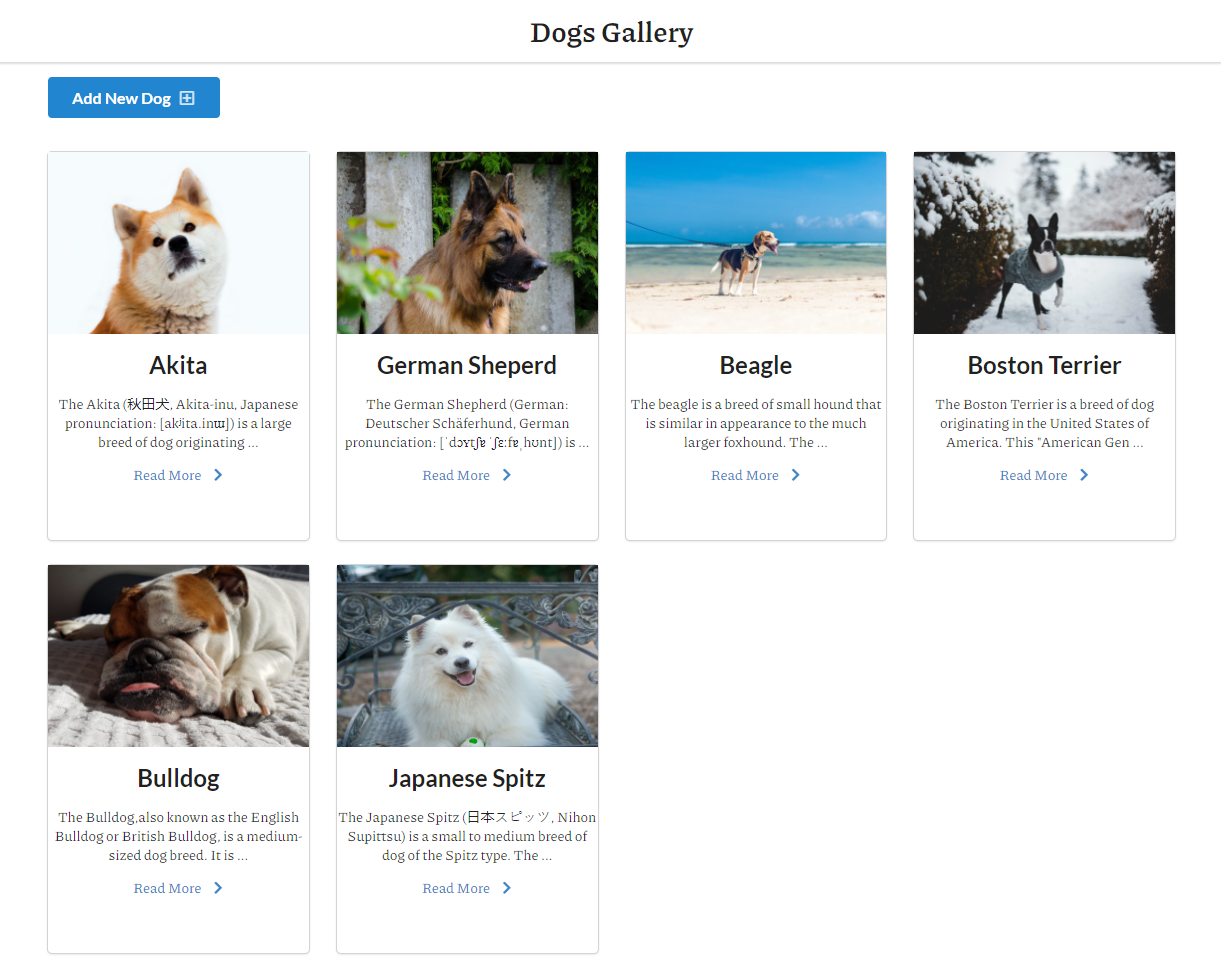 Dogs Gallery
Add New Dog
Akita
The Akita (秋田犬, Akita-inu, Japanese
pronunciation: [akʲita.inɯ]) is a large
breed of dog originating ...
Read More
German Sheperd
The German Shepherd (German:
Deutscher Schäferhund, German
pronunciation: [ˈdɔʏtʃɐ ˈʃɛːfɐˌhʊnt]) is ...
Read More
Beagle
The beagle is a breed of small hound that
is similar in appearance to the much
larger foxhound. The ...
Read More
Boston Terrier
The Boston Terrier is a breed of dog
originating in the United States of
America. This "American Gen ...
Read More
Bulldog
The Bulldog,also known as the English
Bulldog or British Bulldog, is a medium-
sized dog breed. It is ...
Read More
Japanese Spitz
The Japanese Spitz (日本スピッツ, Nihon
Supittsu) is a small to medium breed of
dog of the Spitz type. The ...
Read More